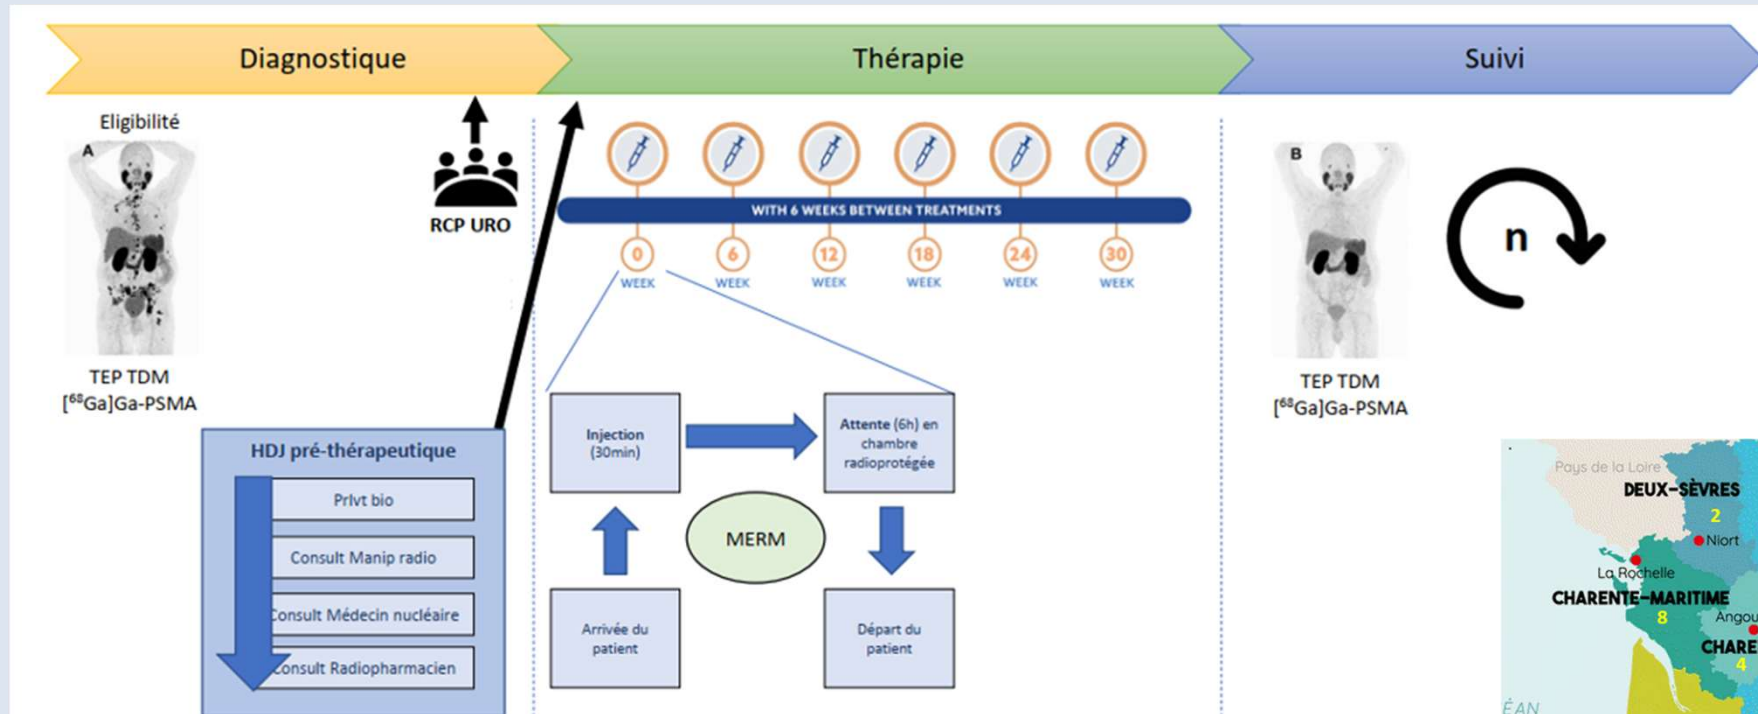 Diagnostique
Thérapie
Suivi
Eligibilité
A
TEP TDM
[⁶⁸Ga]Ga-PSMA
RCP URO
HDJ pré-thérapeutique
Prlvt bio
Consult Manip radio
Consult Médecin nucléaire
Consult Radiopharmacien
WITH 6 WEEKS BETWEEN TREATMENTS
0 6 12 18 24 30
WEEK WEEK WEEK WEEK WEEK WEEK
Injection
(30min)
Attente (6h) en
chambre
radioprotégée
MERM
Arrivée du
patient
Départ du
patient
B
n
TEP TDM
[⁶⁸Ga]Ga-PSMA
Pays de la Loire
DEUX-SÈVRES
2
Niort
La Rochelle
CHARENTE-MARITIME
8
Angou
CHARE
4
ÉAN